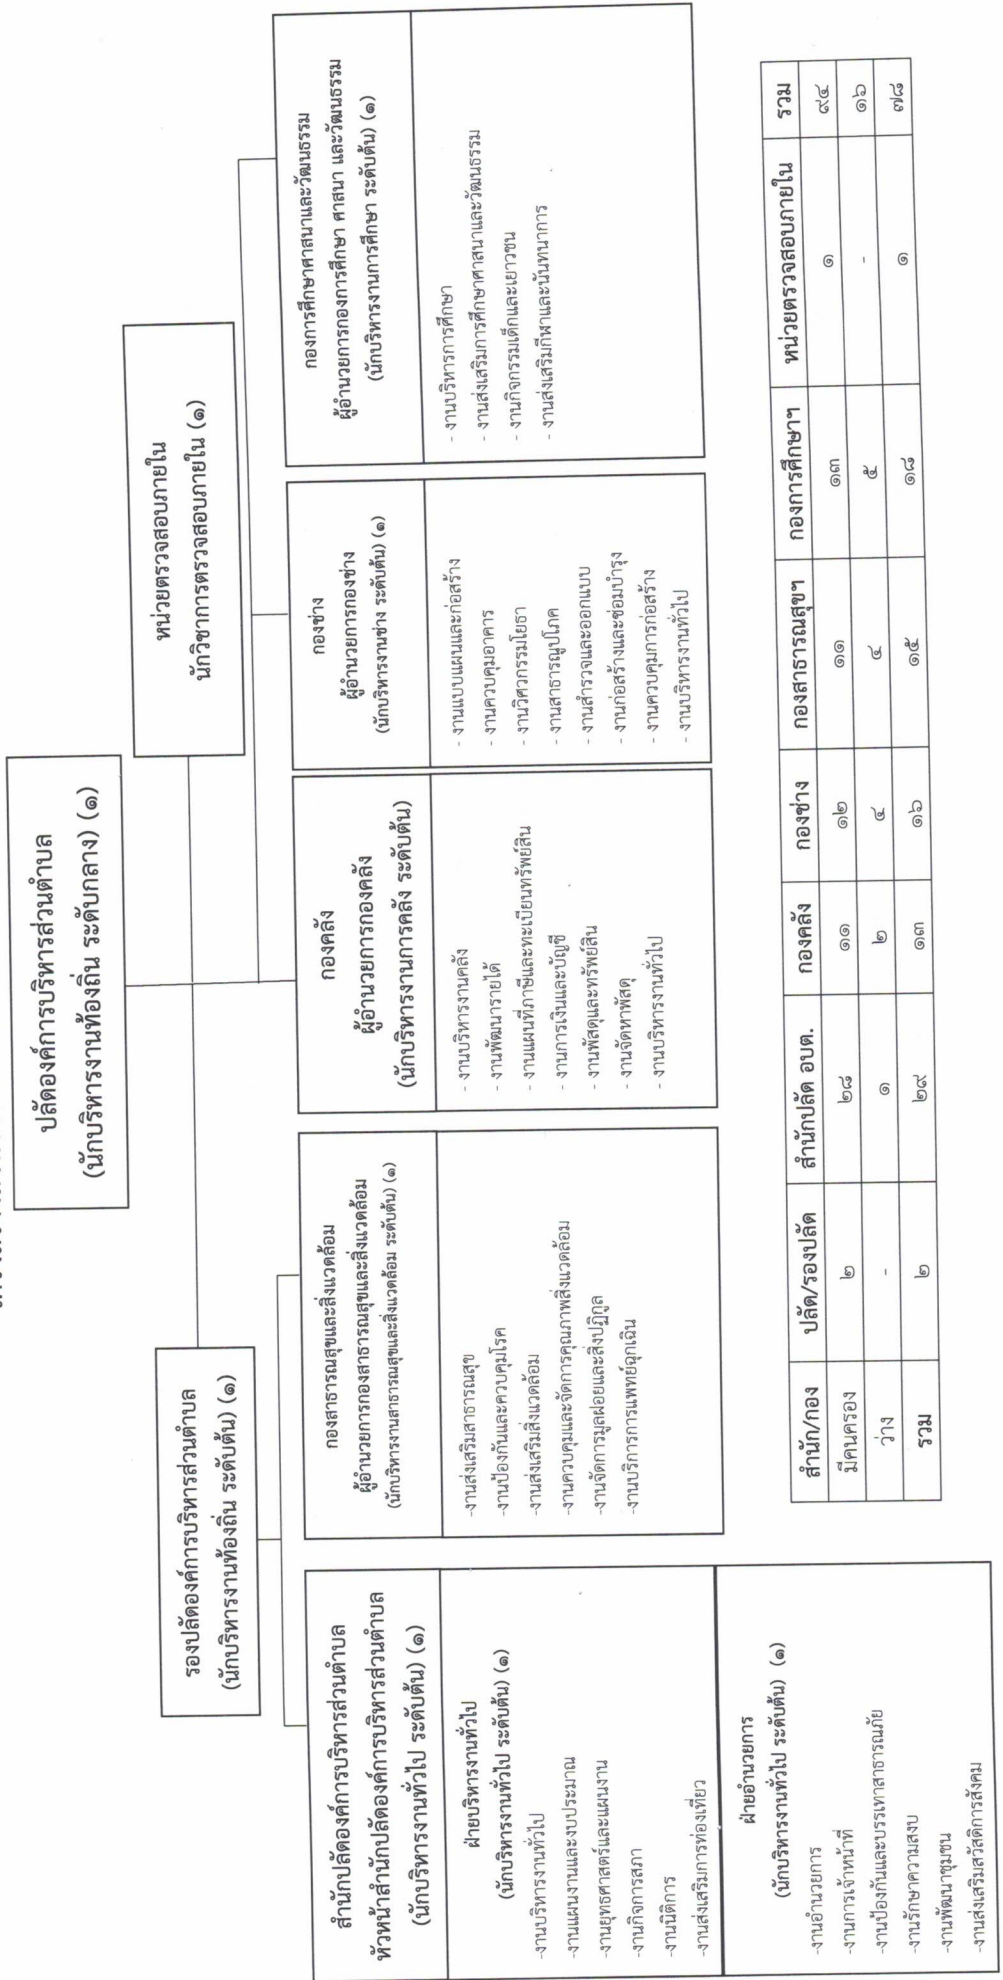 ปลัดองค์การบริหารส่วนตำบล
(นักบริหารงานท้องถิ่น ระดับกลาง) (๑)
รองปลัดองค์การบริหารส่วนตำบล
(นักบริหารงานท้องถิ่น ระดับต้น) (๑)
หน่วยตรวจสอบภายใน
นักวิชาการตรวจสอบภายใน (๑)
สำนักปลัดองค์การบริหารส่วนตำบล
หัวหน้าสำนักปลัดองค์การบริหารส่วนตำบล
(นักบริหารงานทั่วไป ระดับต้น) (๑)
ฝ่ายบริหารงานทั่วไป
(นักบริหารงานทั่วไป ระดับต้น) (๑)
-งานบริหารงานทั่วไป
-งานแผนงานและงบประมาณ
-งานยุทธศาสตร์และแผนงาน
-งานกิจการสภา
-งานนิติการ
-งานส่งเสริมการท่องเที่ยว
ฝ่ายอำนวยการ
(นักบริหารงานทั่วไป ระดับต้น) (๑)
-งานอำนวยการ
-งานการเจ้าหน้าที่
-งานป้องกันและบรรเทาสาธารณภัย
-งานรักษาความสงบ
-งานพัฒนาชุมชน
-งานส่งเสริมสวัสดิการสังคม
กองสาธารณสุขและสิ่งแวดล้อม
ผู้อำนวยการกองสาธารณสุขและสิ่งแวดล้อม
(นักบริหารงานสาธารณสุขและสิ่งแวดล้อม ระดับต้น) (๑)
-งานส่งเสริมสาธารณสุข
-งานป้องกันและควบคุมโรค
-งานส่งเสริมสิ่งแวดล้อม
-งานควบคุมและจัดการคุณภาพสิ่งแวดล้อม
-งานจัดการมูลฝอยและสิ่งปฏิกูล
-งานบริการการแพทย์ฉุกเฉิน
กองคลัง
ผู้อำนวยการกองคลัง
(นักบริหารงานการคลัง ระดับต้น)
- งานบริหารงานคลัง
- งานพัฒนารายได้
- งานแผนที่ภาษีและทะเบียนทรัพย์สิน
- งานการเงินและบัญชี
- งานพัสดุและทรัพย์สิน
- งานจัดหาพัสดุ
- งานบริหารงานทั่วไป
กองช่าง
ผู้อำนวยการกองช่าง
(นักบริหารงานช่าง ระดับต้น) (๑)
- งานแบบแผนและก่อสร้าง
- งานควบคุมอาคาร
- งานวิศวกรรมโยธา
- งานสาธารณูปโภค
- งานสำรวจและออกแบบ
- งานก่อสร้างและซ่อมบำรุง
- งานควบคุมการก่อสร้าง
- งานบริหารงานทั่วไป
กองการศึกษาศาสนาและวัฒนธรรม
ผู้อำนวยการกองการศึกษา ศาสนา และวัฒนธรรม
(นักบริหารงานการศึกษา ระดับต้น) (๑)
- งานบริหารการศึกษา
- งานส่งเสริมการศึกษาศาสนาและวัฒนธรรม
- งานกิจกรรมเด็กและเยาวชน
- งานส่งเสริมกีฬาและนันทนาการ
สำนัก/กอง ปลัด/รองปลัด สำนักปลัด อบต. กองคลัง กองช่าง กองสาธารณสุขฯ กองการศึกษาฯ หน่วยตรวจสอบภายใน รวม
มีคนครอง ๒ ๒๘ ๑๑ ๑๒ ๑๑ ๑๓ ๑ ๙๔
ว่าง - ๑ ๒ ๔ ๔ ๕ - ๑๖
รวม ๒ ๒๙ ๑๓ ๑๖ ๑๕ ๑๘ ๑ ๗๘